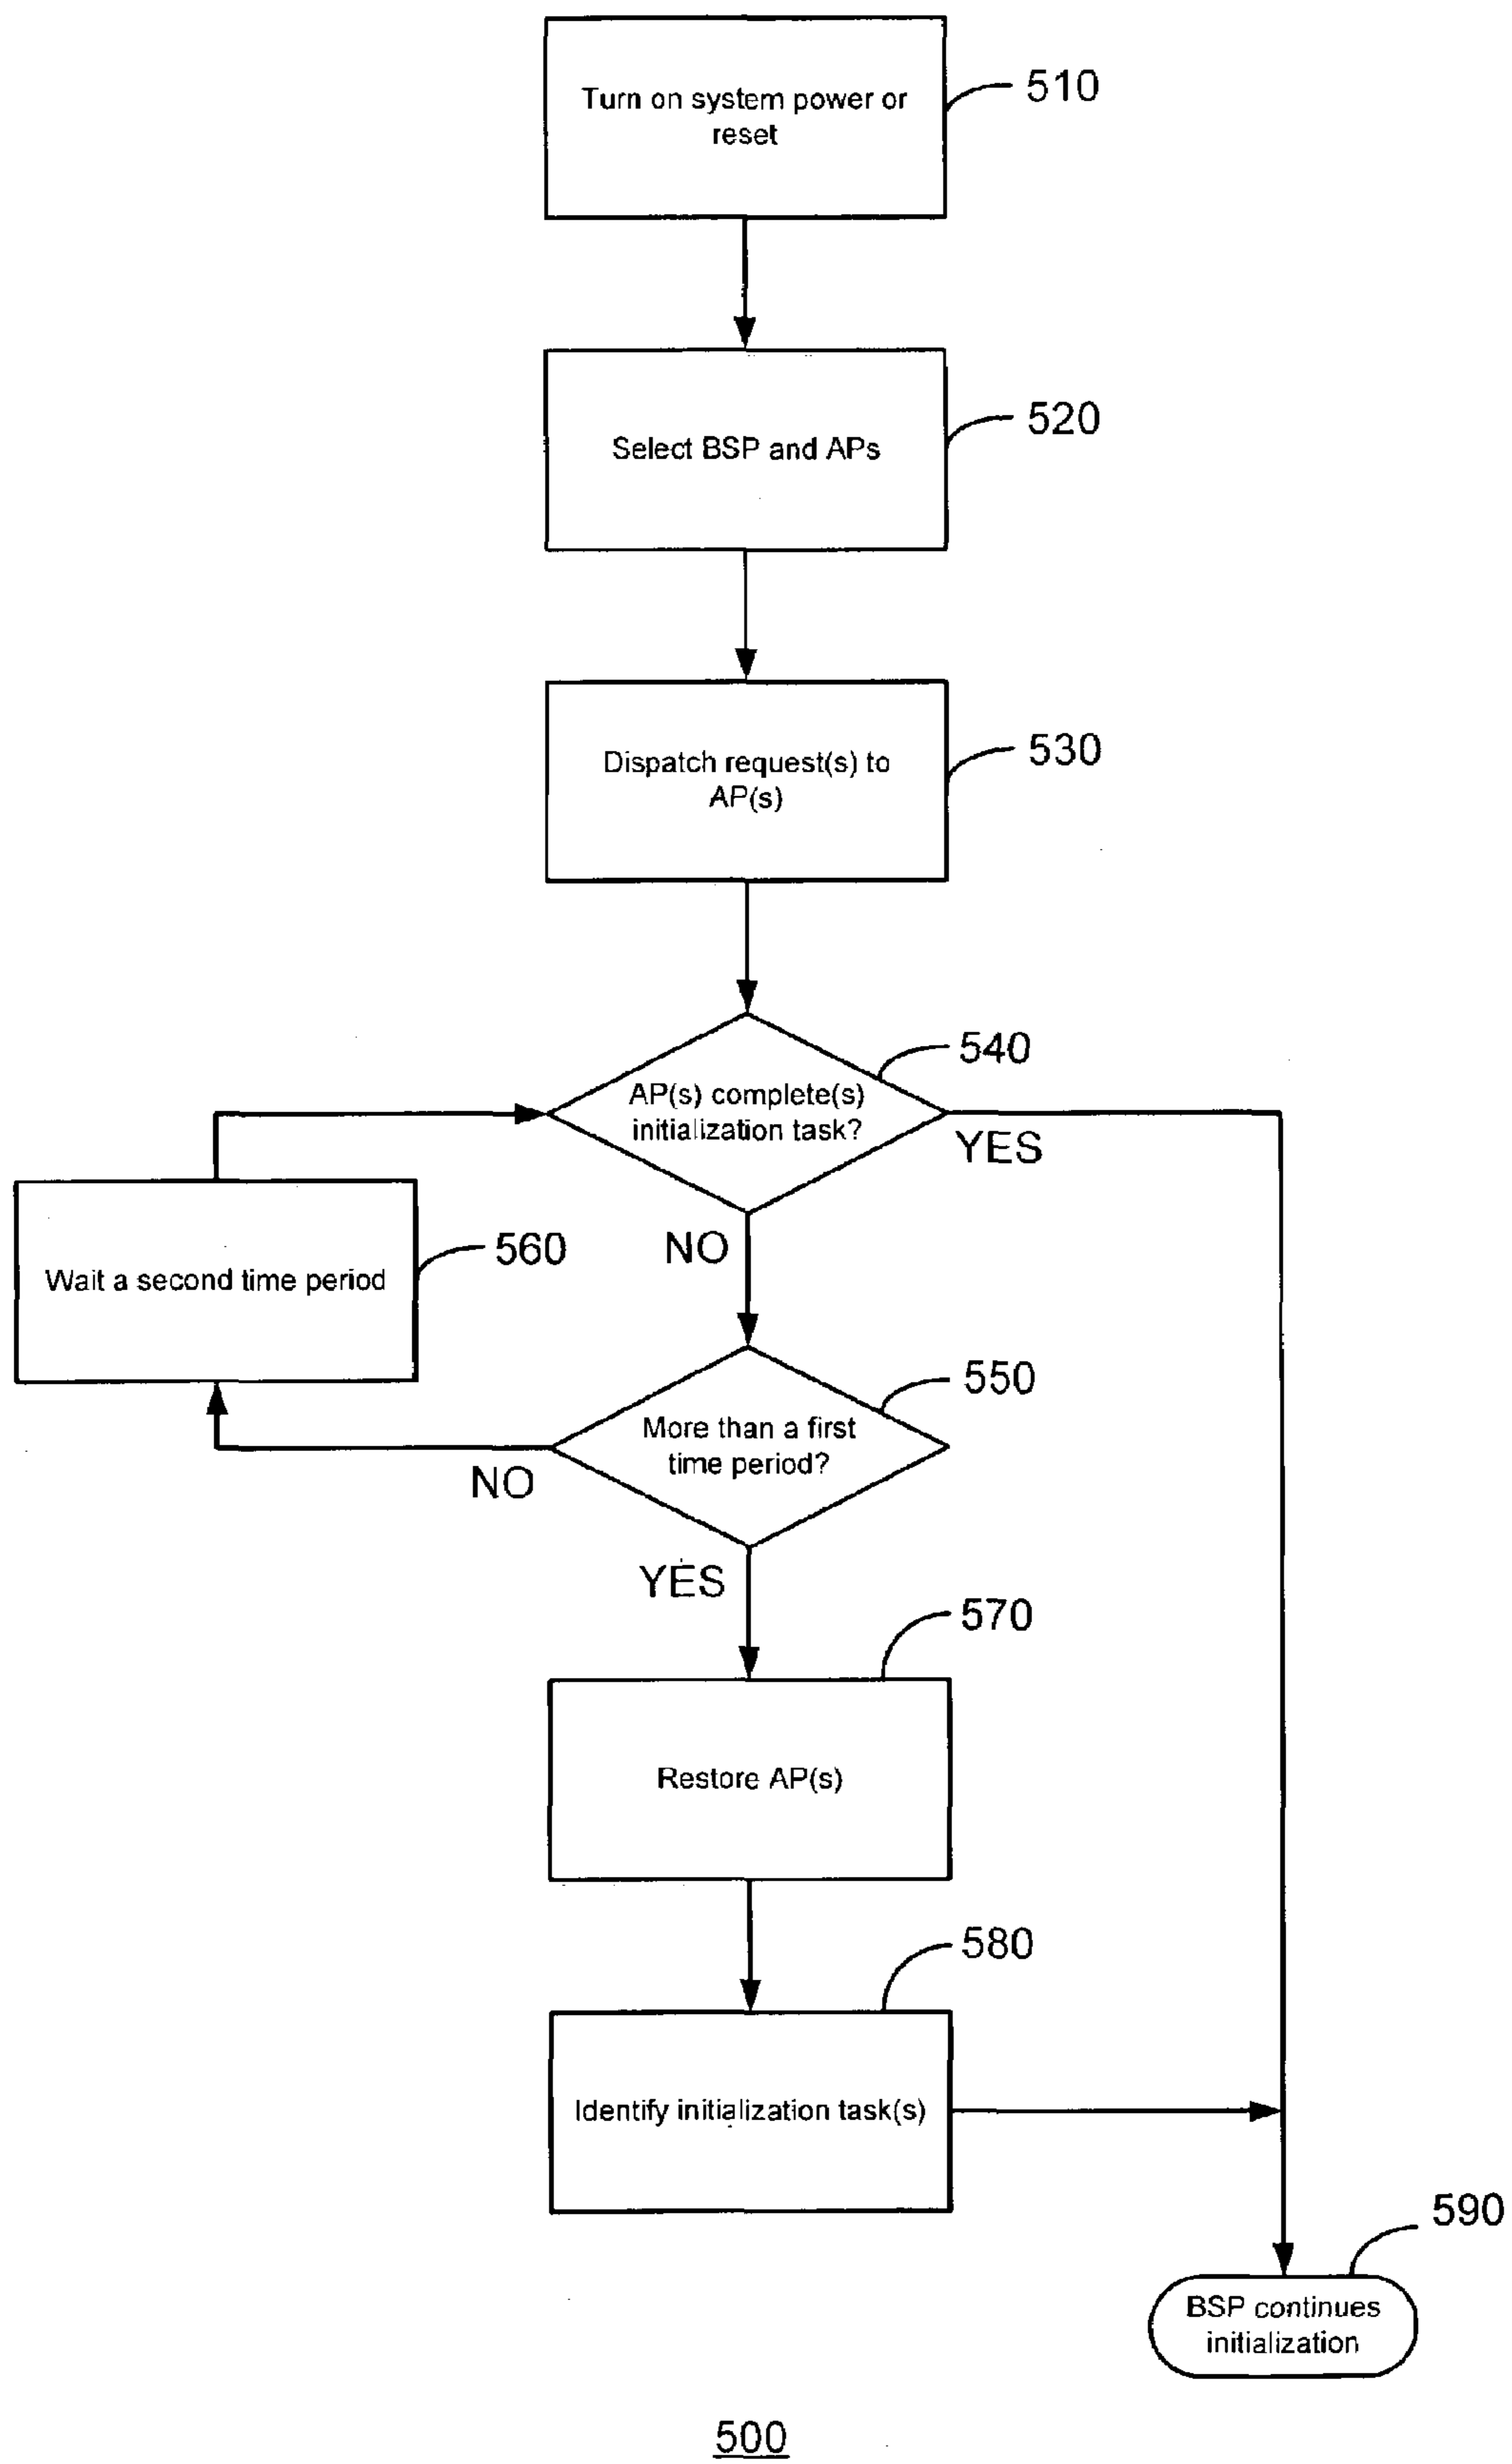 Turn on system power or
reset
510
Select BSP and APs
520
Dispatch request(s) to
AP(s)
530
AP(s) complete(s)
initialization task?
540
YES
NO
Wait a second time period
560
More than a first
time period?
550
NO
YES
Restore AP(s)
570
Identify initialization task(s)
580
BSP continues
initialization
590
500